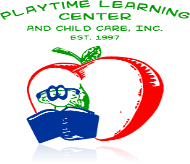 PLAYTIME LEARNING
CENTER
AND CHILD CARE, INC.
EST. 1997